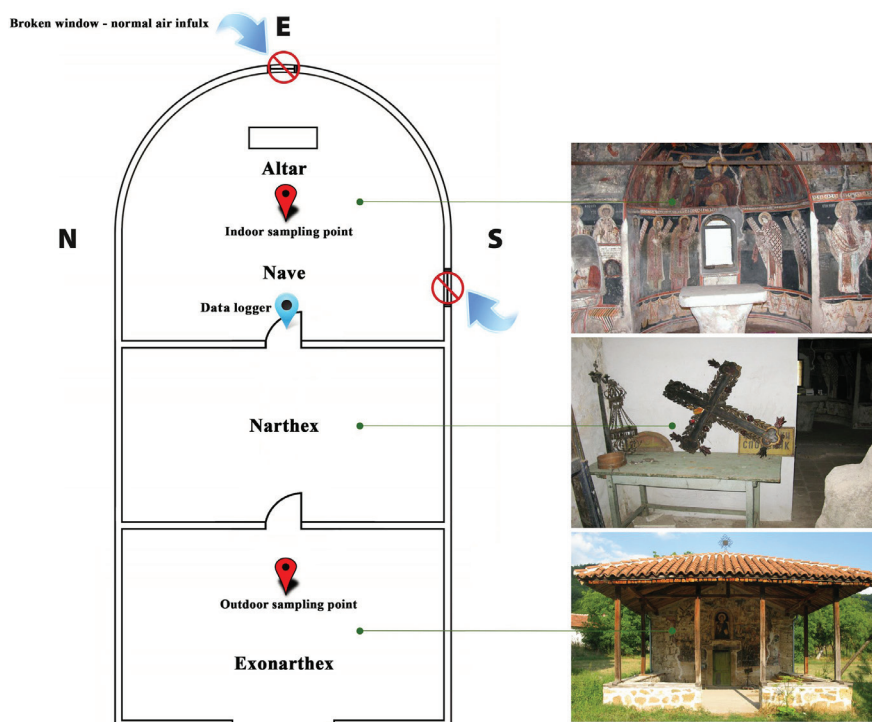 Broken window - normal air infulx
E
Altar
Indoor sampling point
N
S
Nave
Data logger
Narthex
Outdoor sampling point
Exonarthex